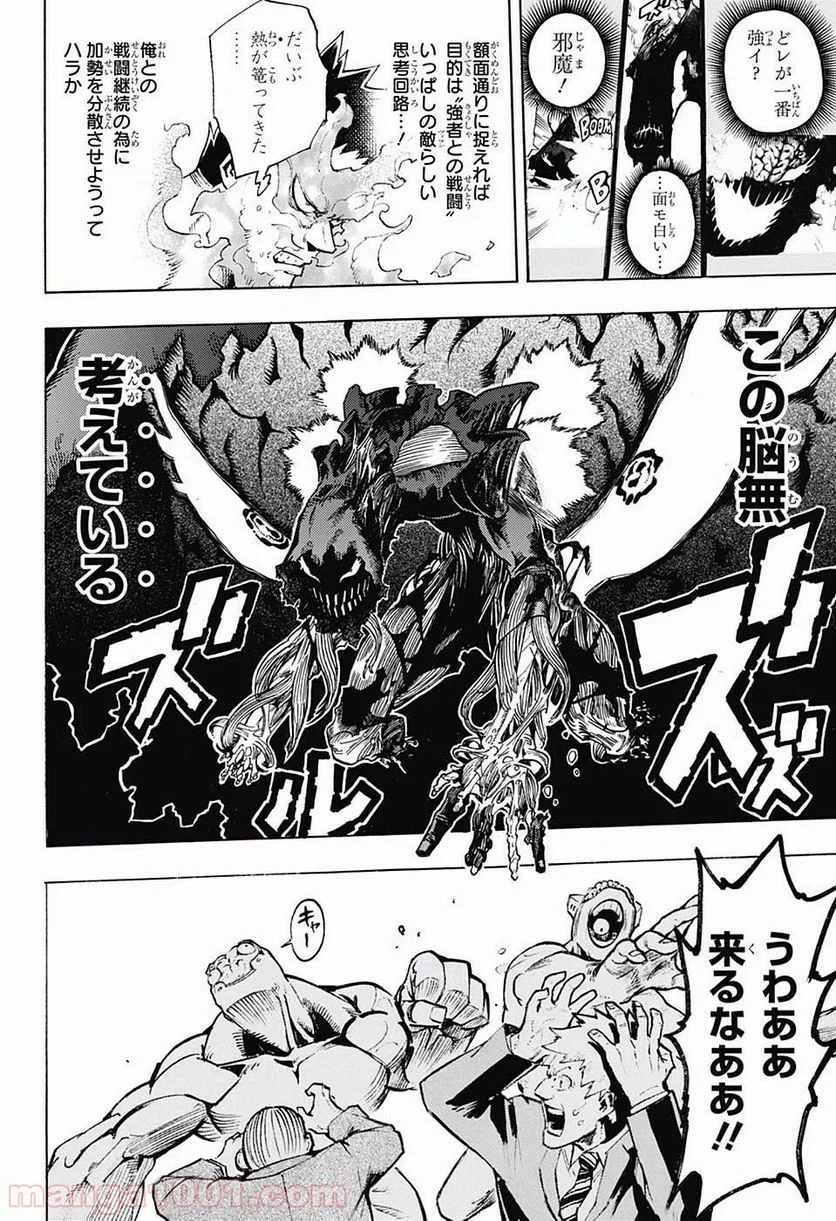 どレが一番
強イ?
…面モ白い…
邪魔!
BOOM
額面通りに捉えれば
目的は“強者との戦闘”
いっぱしの敵らしい
思考回路…!
だいぶ
熱が篭ってきた
……
俺との
戦闘継続の為に
加勢を分散させようって
ハラか
この脳無
考えている
ズズズ
ズルル
うわああ
来るなああ!!
キャー
manga1001.com